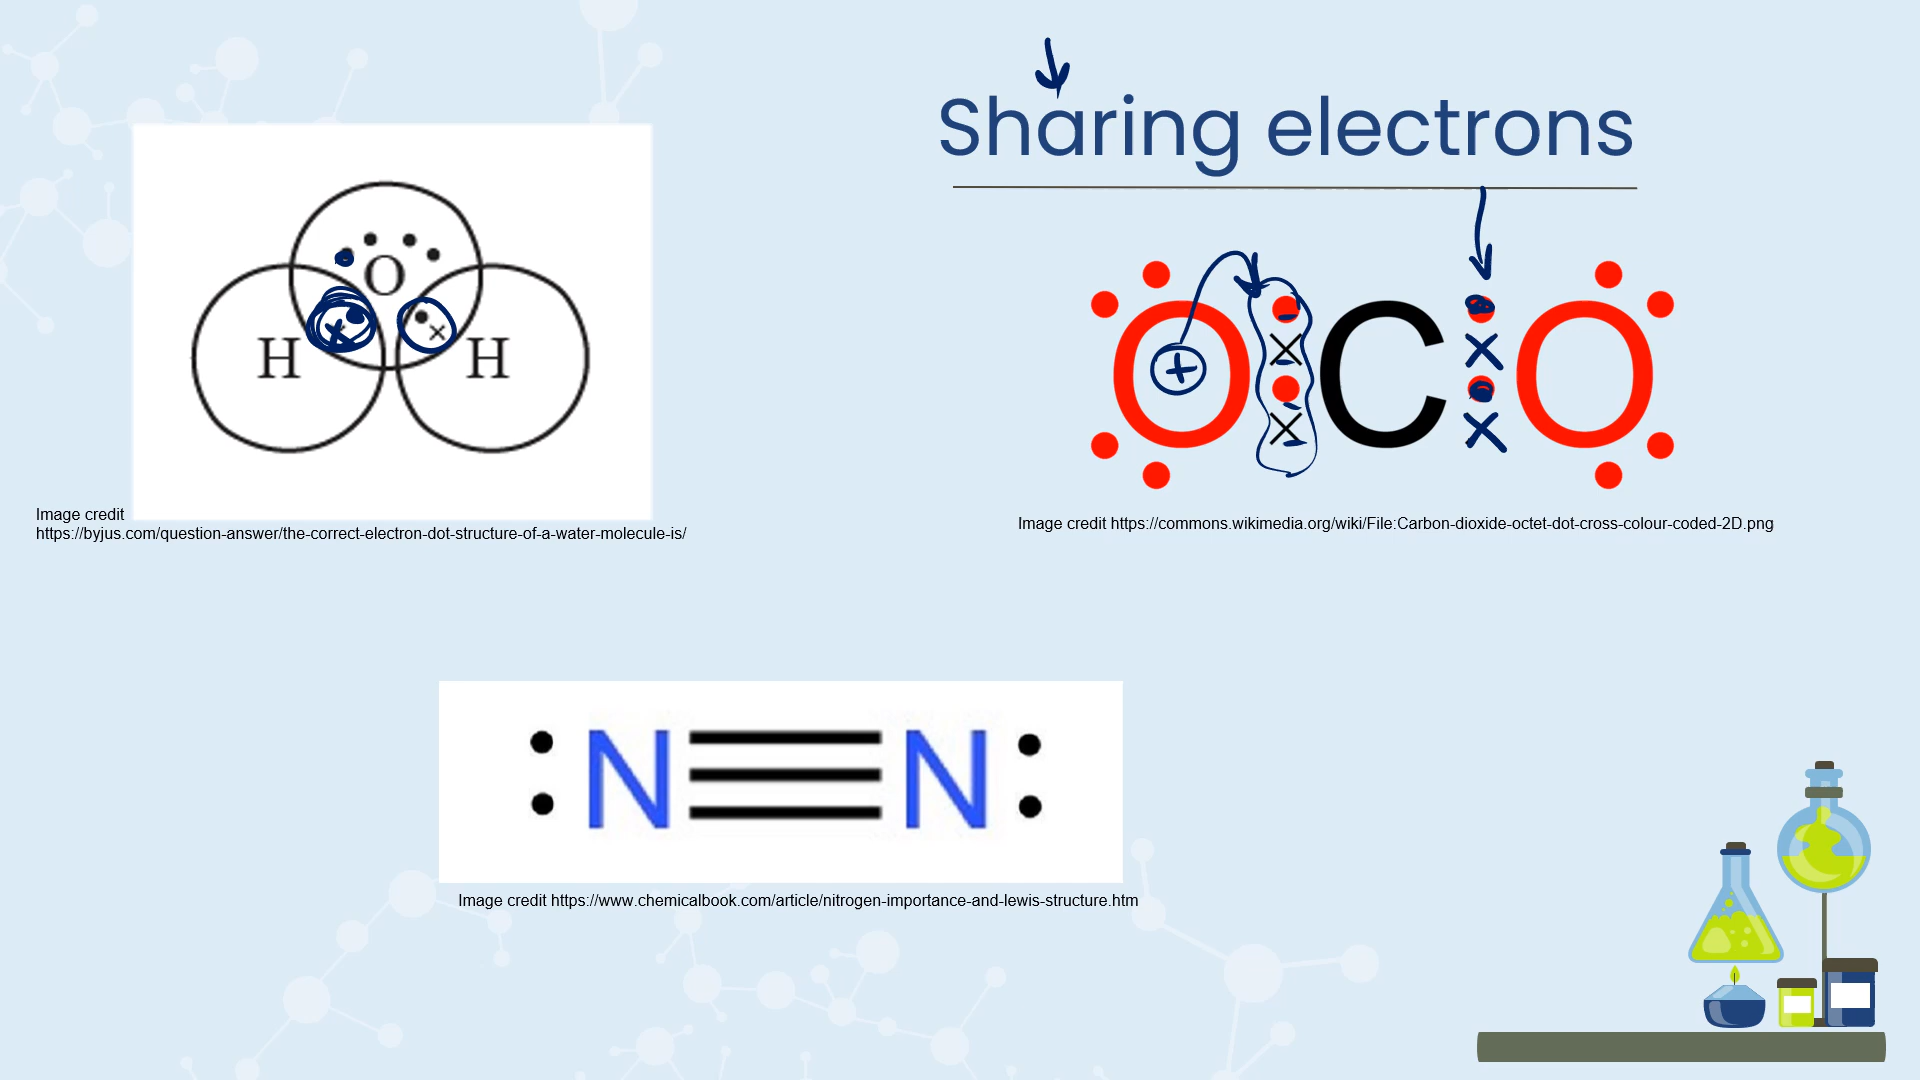 Sharing electrons
O
H H
Image credit
https://byjus.com/question-answer/the-correct-electron-dot-structure-of-a-water-molecule-is/
O C O
+
Image credit https://commons.wikimedia.org/wiki/File:Carbon-dioxide-octet-dot-cross-colour-coded-2D.png
N N
Image credit https://www.chemicalbook.com/article/nitrogen-importance-and-lewis-structure.htm